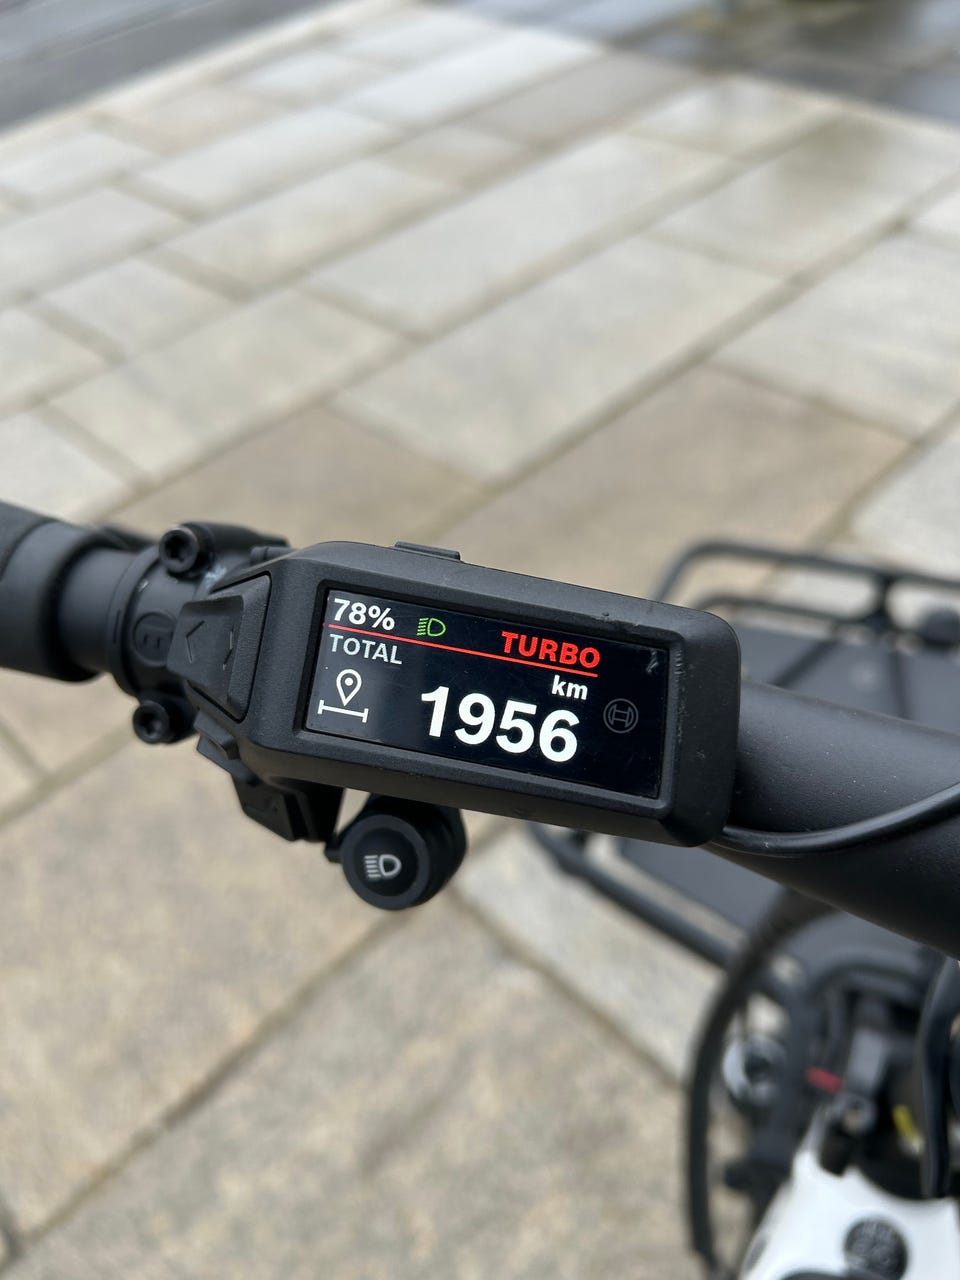 78%
TURBO
TOTAL
km
1956